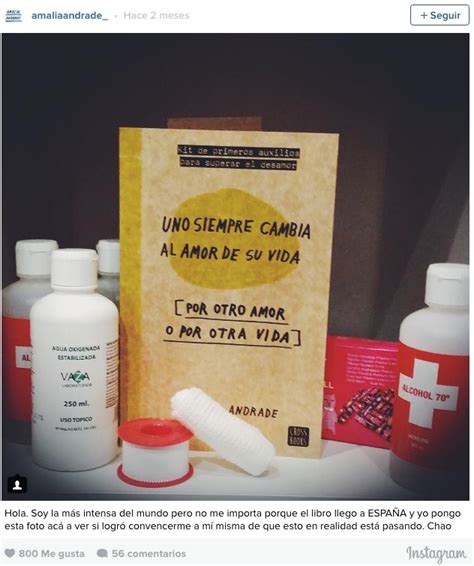 amaliaandrade_ • Hace 2 meses
+ Seguir
Kit de primeros auxilios
para superar el desamor
UNO SIEMPRE CAMBIA
AL AMOR DE SU VIDA
[POR OTRO AMOR
O POR OTRA VIDA]
ANDRADE
CROSS
BOOKS
AGUA OXIGENADA
ESTABILIZADA
LABORATORIOS
250 ml.
USO TOPICO
ALCOHOL 70°
Hola. Soy la más intensa del mundo pero no me importa porque el libro llego a ESPAÑA y yo pongo
esta foto acá a ver si logró convencerme a mí misma de que esto en realidad está pasando. Chao
800 Me gusta
56 comentarios
Instagram